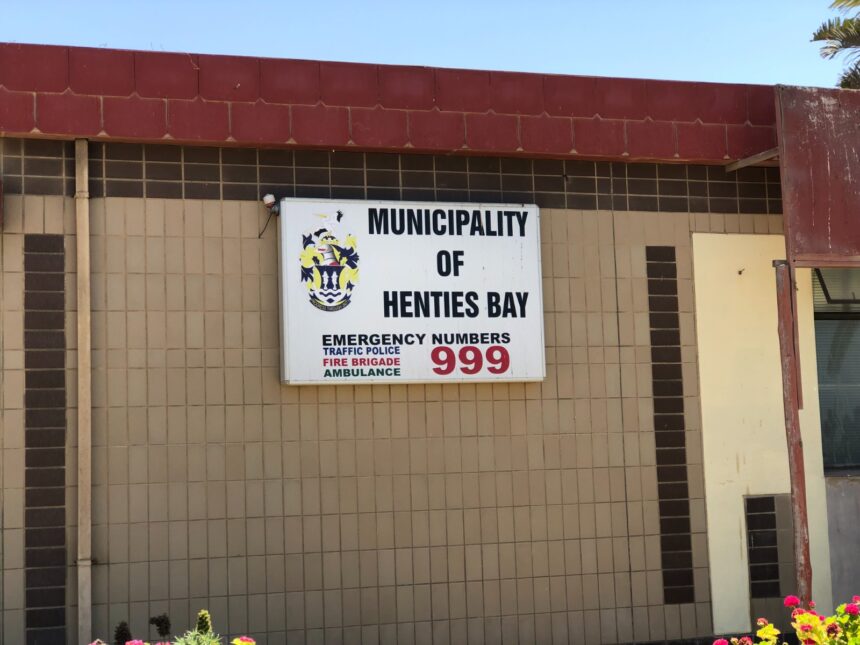 MUNICIPALITY
OF
HENTIES BAY
EMERGENCY NUMBERS
TRAFFIC POLICE
FIRE BRIGADE
AMBULANCE
999